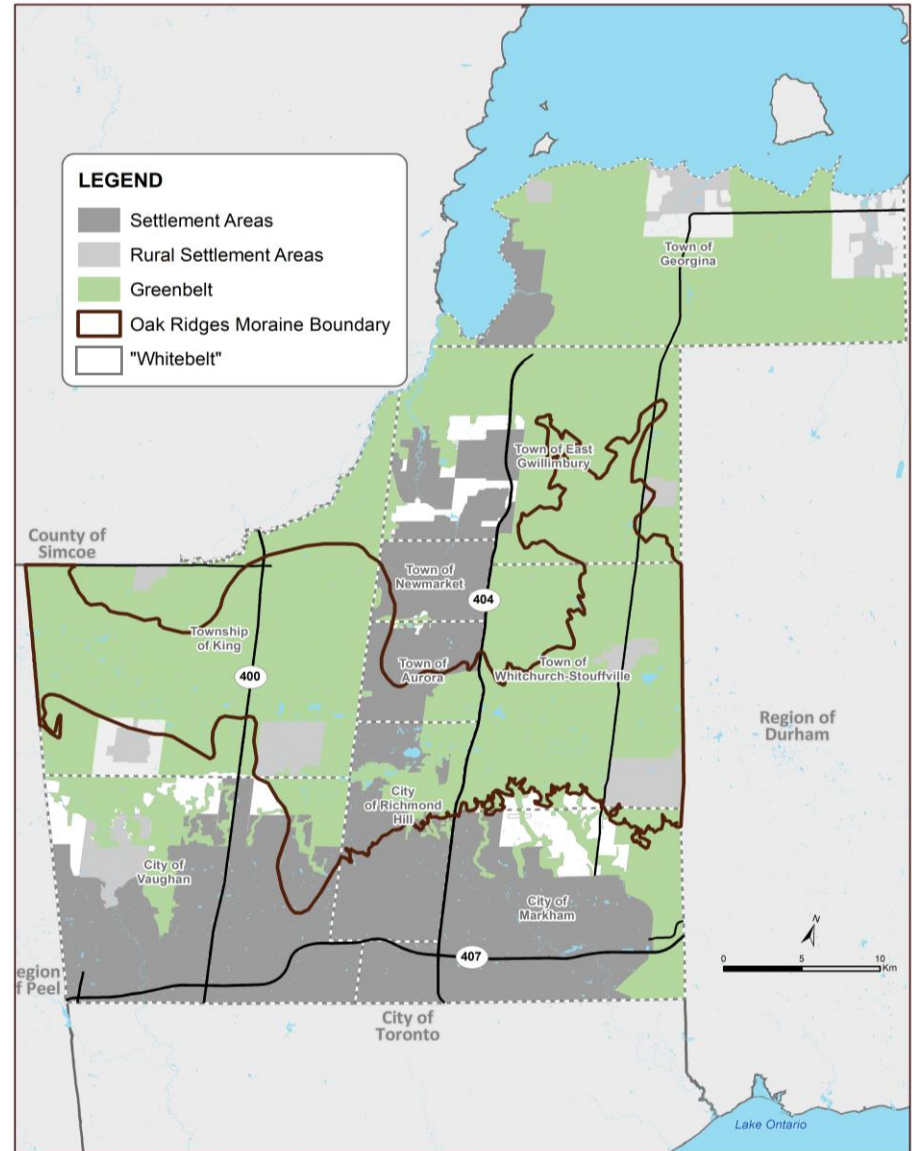 LEGEND
Settlement Areas
Rural Settlement Areas
Greenbelt
Oak Ridges Moraine Boundary
"Whitebelt"
Town of
Georgina
Town of East
Gwillimbury
County of
Simcoe
Town of
Newmarket
404
Township
of King
Town of
Aurora
Town of
Whitchurch-Stouffville
400
Region of
Durham
City
of Richmond
Hill
City of
Vaughan
City of
Markham
N
0 5 10
Km
407
egion
f Peel
City of
Toronto
Lake Ontario